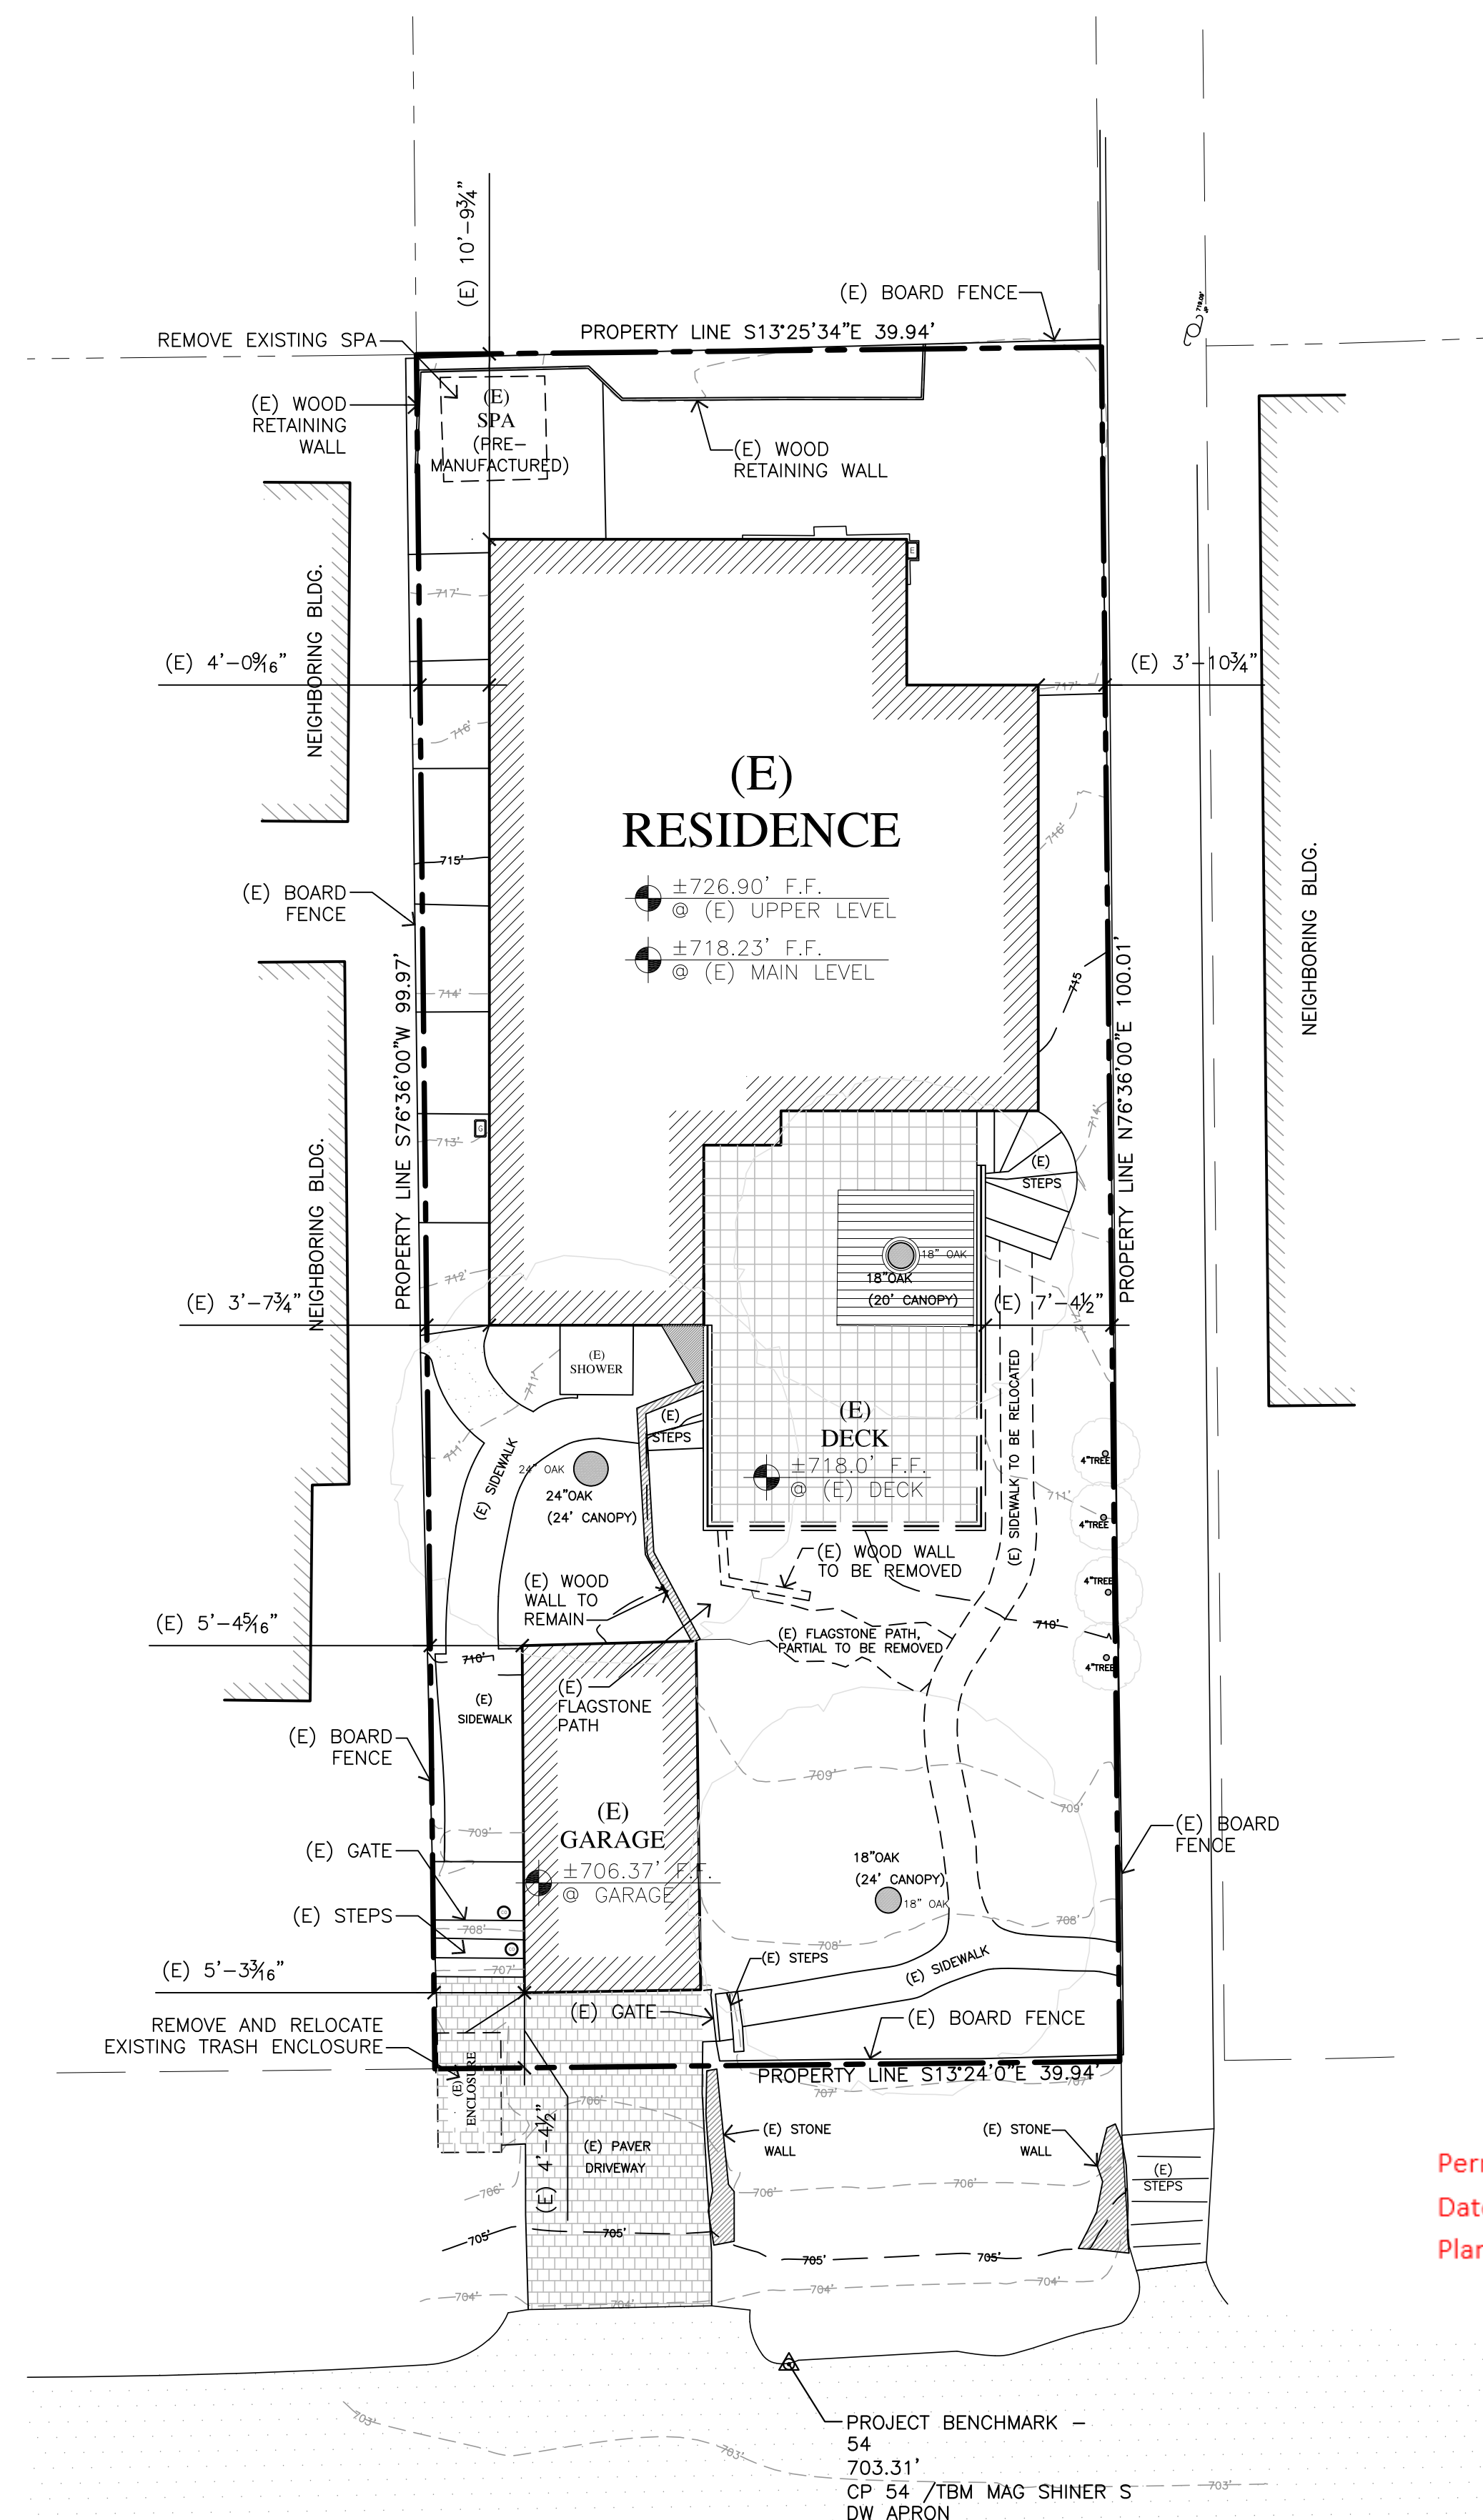 (E) 10'-9¾"
(E) BOARD FENCE
PROPERTY LINE S13°25'34"E 39.94'
REMOVE EXISTING SPA
(E) WOOD
RETAINING
WALL
(E)
SPA
(PRE-
MANUFACTURED)
(E) WOOD
RETAINING WALL
E
NEIGHBORING BLDG.
717'
(E) 4'-0⁹⁄₁₆"
(E) 3'-10¾"
717'
716'
(E)
RESIDENCE
716'
715'
±726.90' F.F.
@ (E) UPPER LEVEL
(E) BOARD
FENCE
±718.23' F.F.
@ (E) MAIN LEVEL
NEIGHBORING BLDG.
PROPERTY LINE S76°36'00"W 99.97'
714'
715
PROPERTY LINE N76°36'00"E 100.01'
713'
G
714'
(E)
STEPS
NEIGHBORING BLDG.
18" OAK
18"OAK
(20' CANOPY)
712'
(E) 3'-7¾"
(E) 7'-4½"
712'
(E)
SHOWER
711'
(E) SIDEWALK TO BE RELOCATED
711'
(E)
STEPS
(E)
DECK
±718.0' F.F.
@ (E) DECK
24" OAK
24"OAK
(24' CANOPY)
(E) SIDEWALK
4"TREE
711'
4"TREE
(E) WOOD WALL
TO BE REMOVED
4"TREE
(E) WOOD
WALL TO
REMAIN
(E) 5'-4⁵⁄₁₆"
(E) FLAGSTONE PATH,
PARTIAL TO BE REMOVED
710'
4"TREE
710'
(E)
SIDEWALK
(E)
FLAGSTONE
PATH
(E) BOARD
FENCE
709'
709'
(E)
GARAGE
709'
(E) BOARD
FENCE
(E) GATE
±706.37' F.F.
@ GARAGE
18"OAK
(24' CANOPY)
18" OAK
(E) STEPS
708'
708'
708'
(E) 5'-3³⁄₁₆"
707'
(E) STEPS
(E) SIDEWALK
(E) GATE
(E) BOARD FENCE
REMOVE AND RELOCATE
EXISTING TRASH ENCLOSURE
PROPERTY LINE S13°24'0"E 39.94'
707'
707'
(E)
ENCLOSURE
706'
(E) 4'-4½"
(E) PAVER
DRIVEWAY
(E) STONE
WALL
(E) STONE
WALL
(E)
STEPS
706'
706'
706'
705'
705'
705'
705'
704'
704'
704'
704'
703'
703'
703'
PROJECT BENCHMARK -
54
703.31'
CP 54 /TBM MAG SHINER S
DW APRON